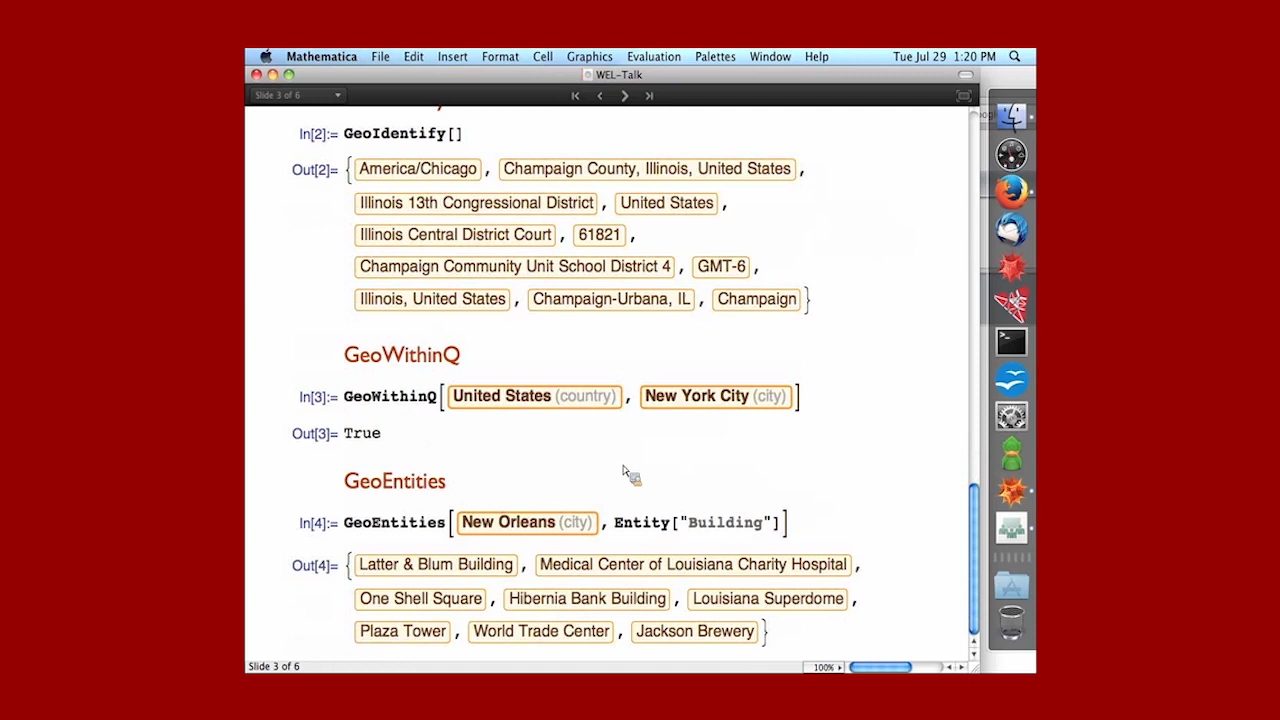 Mathematica File Edit Insert Format Cell Graphics Evaluation Palettes Window Help Tue Jul 29 1:20 PM
WEL-Talk
Slide 3 of 6
In[2]:= GeoIdentify[]
Out[2]= { America/Chicago , Champaign County, Illinois, United States ,
Illinois 13th Congressional District , United States ,
Illinois Central District Court , 61821 ,
Champaign Community Unit School District 4 , GMT-6 ,
Illinois, United States , Champaign-Urbana, IL , Champaign }
GeoWithinQ
In[3]:= GeoWithinQ[ United States (country) , New York City (city) ]
Out[3]= True
GeoEntities
In[4]:= GeoEntities[ New Orleans (city) , Entity["Building"] ]
Out[4]= { Latter & Blum Building , Medical Center of Louisiana Charity Hospital ,
One Shell Square , Hibernia Bank Building , Louisiana Superdome ,
Plaza Tower , World Trade Center , Jackson Brewery }
Slide 3 of 6 100%